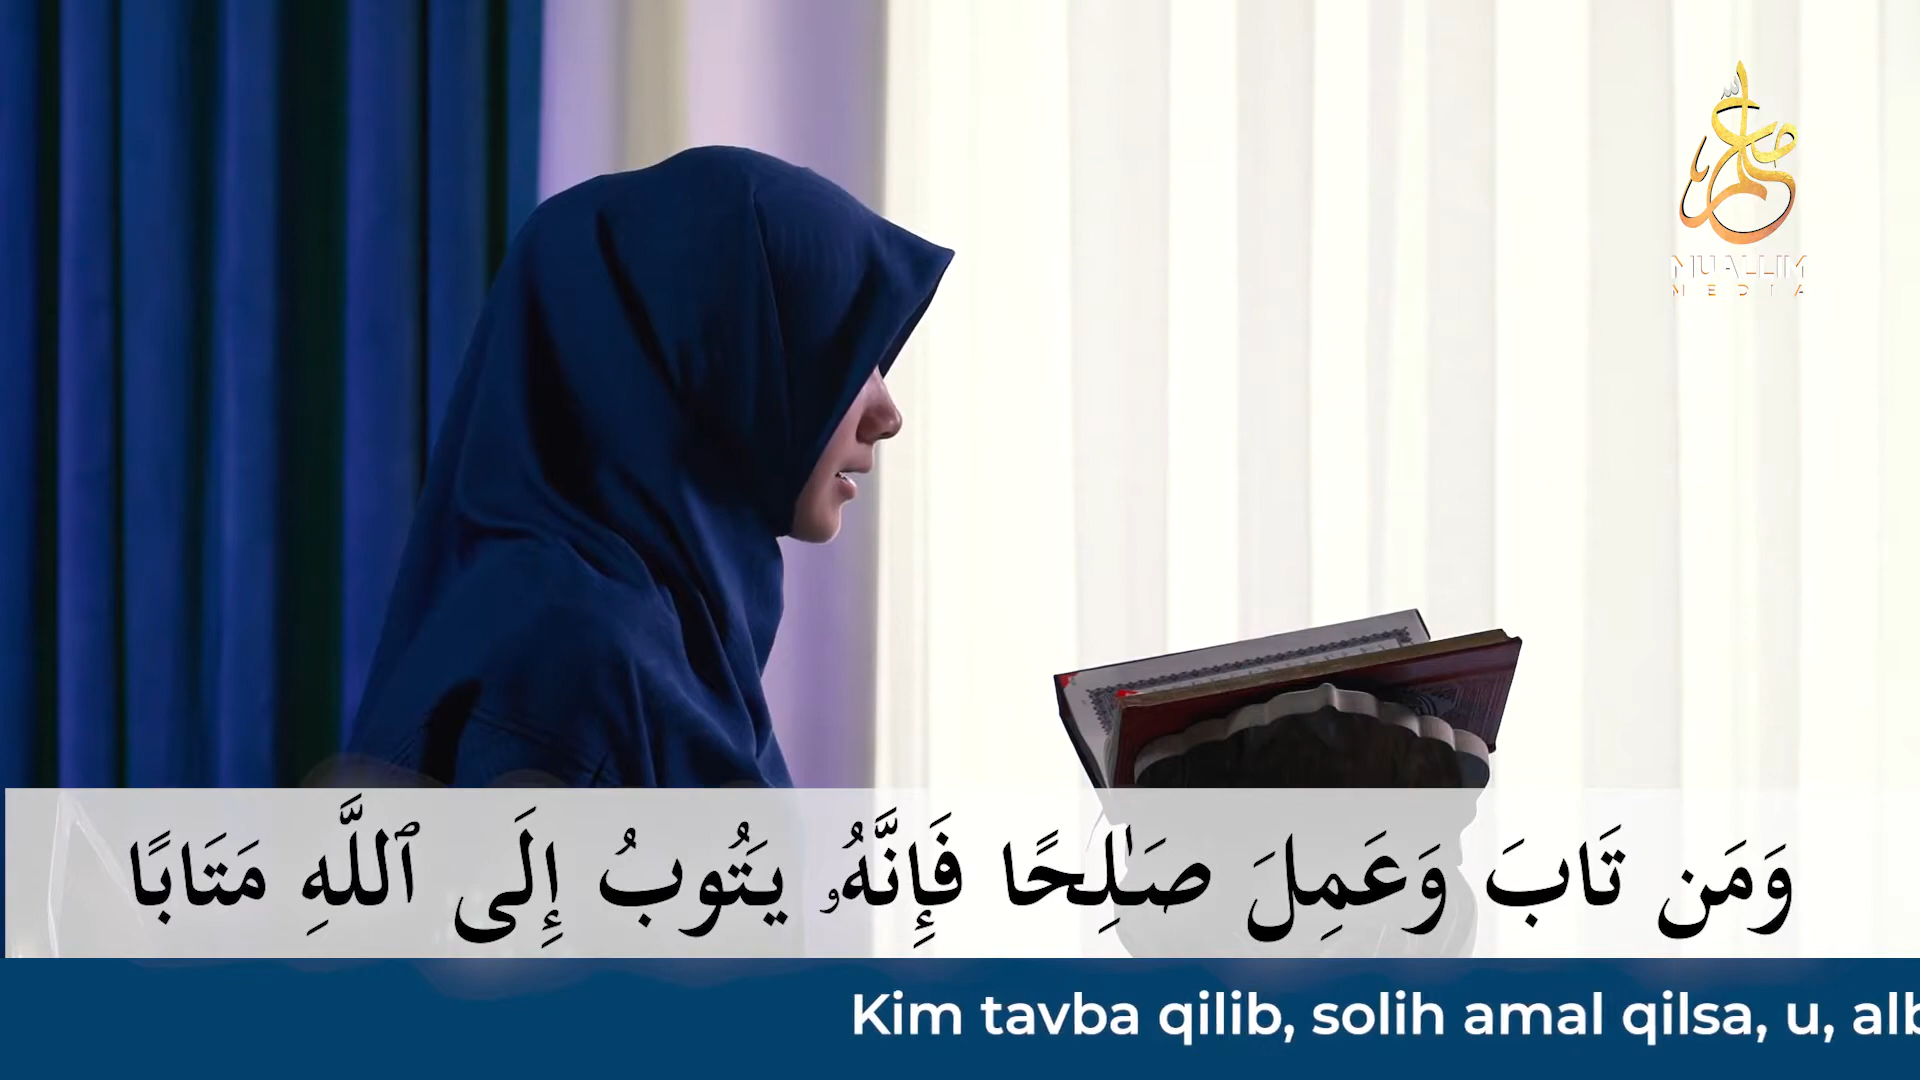 MUALLIM
MEDIA
وَمَن تَابَ وَعَمِلَ صَـٰلِحًا فَإِنَّهُۥ يَتُوبُ إِلَى ٱللَّهِ مَتَابًا
Kim tavba qilib, solih amal qilsa, u,